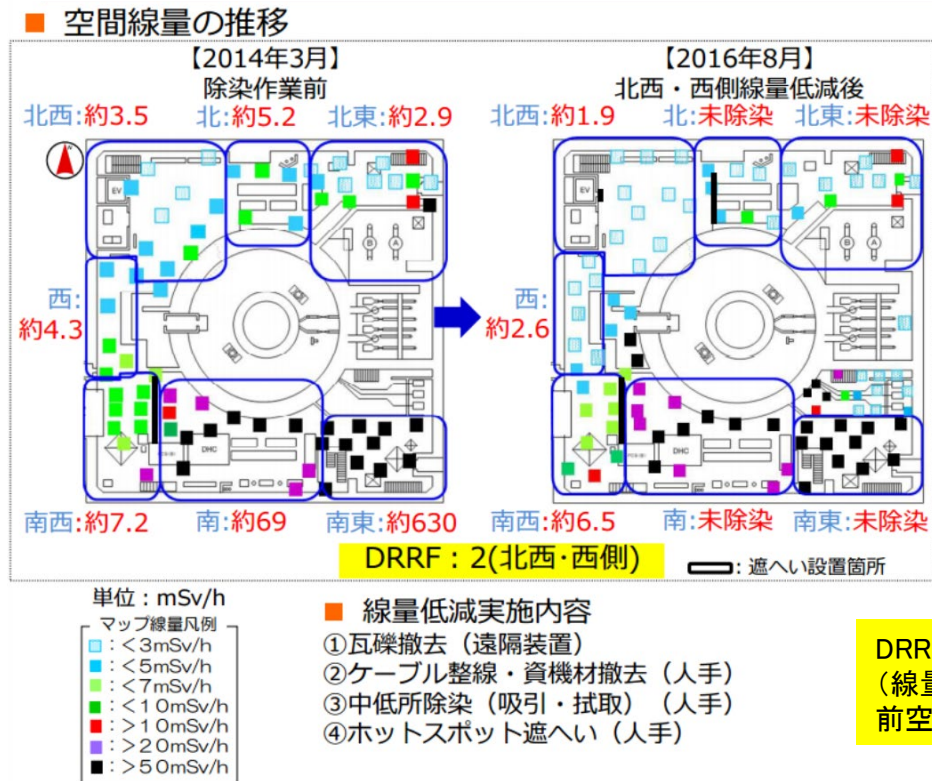 ■ 空間線量の推移
【2014年3月】
除染作業前
北西:約3.5 北:約5.2 北東:約2.9
EV
B A
西:
約4.3
DHC
南西:約7.2 南:約69 南東:約630
【2016年8月】
北西・西側線量低減後
北西:約1.9 北:未除染 北東:未除染
EV
B A
西:
約2.6
DHC
南西:約6.5 南:未除染 南東:未除染
DRRF：2(北西・西側)
：遮へい設置箇所
単位：mSv/h
マップ線量凡例
■：＜3mSv/h
■：＜5mSv/h
■：＜7mSv/h
■：＜10mSv/h
■：＞10mSv/h
■：＞20mSv/h
■：＞50mSv/h
■ 線量低減実施内容
①瓦礫撤去（遠隔装置）
②ケーブル整線・資機材撤去（人手）
③中低所除染（吸引・拭取）（人手）
④ホットスポット遮へい（人手）
DRR
（線量
前空